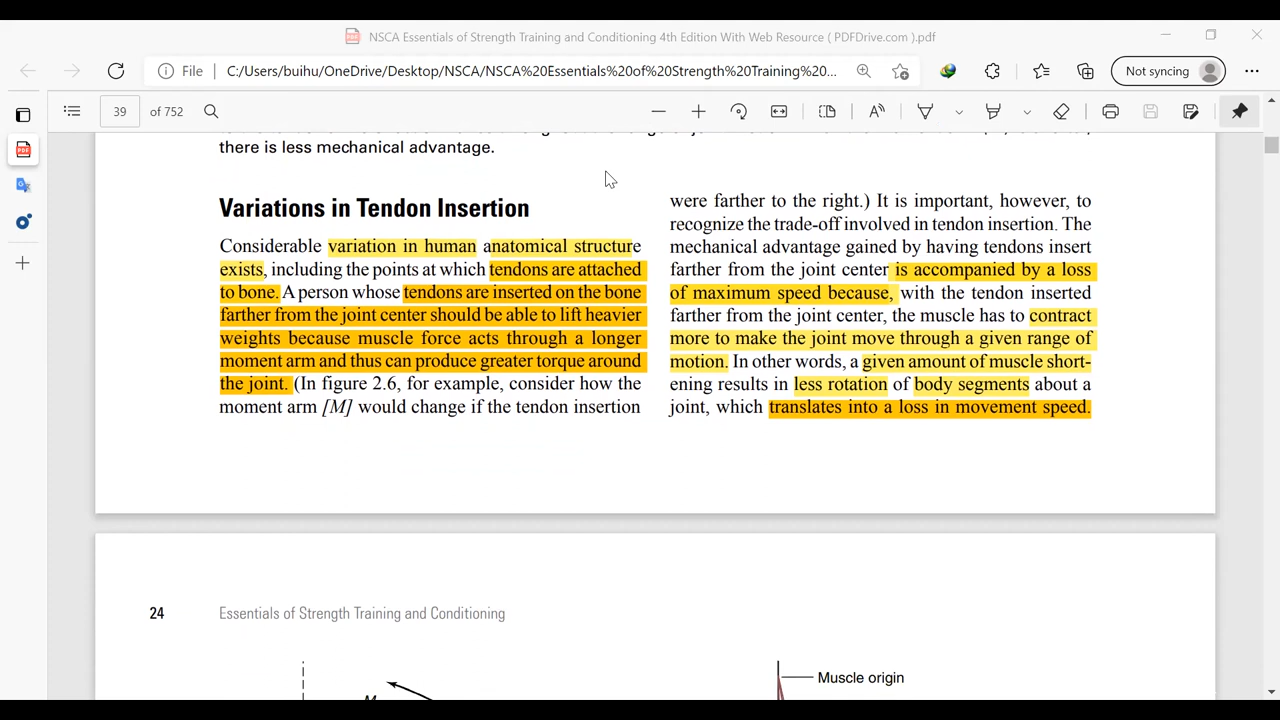 NSCA Essentials of Strength Training and Conditioning 4th Edition With Web Resource ( PDFDrive.com ).pdf
File
C:/Users/buihu/OneDrive/Desktop/NSCA/NSCA%20Essentials%20of%20Strength%20Training%20...
Not syncing
39 of 752
there is less mechanical advantage.
Variations in Tendon Insertion
Considerable variation in human anatomical structure
exists, including the points at which tendons are attached
to bone. A person whose tendons are inserted on the bone
farther from the joint center should be able to lift heavier
weights because muscle force acts through a longer
moment arm and thus can produce greater torque around
the joint. (In figure 2.6, for example, consider how the
moment arm [M] would change if the tendon insertion
were farther to the right.) It is important, however, to
recognize the trade-off involved in tendon insertion. The
mechanical advantage gained by having tendons insert
farther from the joint center is accompanied by a loss
of maximum speed because, with the tendon inserted
farther from the joint center, the muscle has to contract
more to make the joint move through a given range of
motion. In other words, a given amount of muscle short-
ening results in less rotation of body segments about a
joint, which translates into a loss in movement speed.
24 Essentials of Strength Training and Conditioning
M
Muscle origin